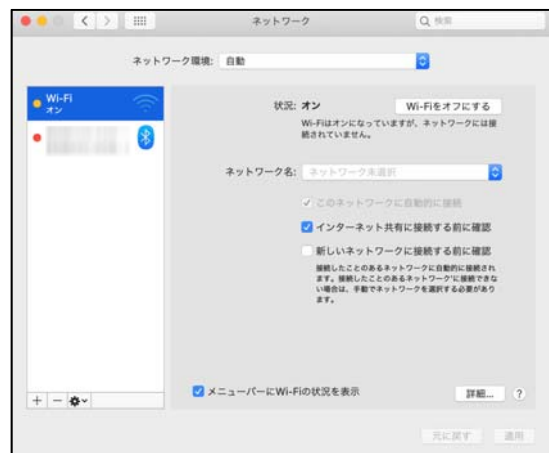 ネットワーク
検索
ネットワーク環境: 自動
Wi-Fi
オン
状況: オン
Wi-Fiをオフにする
Wi-Fiはオンになっていますが、ネットワークには接
続されていません。
ネットワーク名: ネットワーク未選択
このネットワークに自動的に接続
インターネット共有に接続する前に確認
新しいネットワークに接続する前に確認
接続したことのあるネットワークに自動的に接続され
ます。接続したことのあるネットワークに接続できな
い場合は、手動でネットワークを選択する必要があり
ます。
メニューバーにWi-Fiの状況を表示
詳細... ?
元に戻す 適用